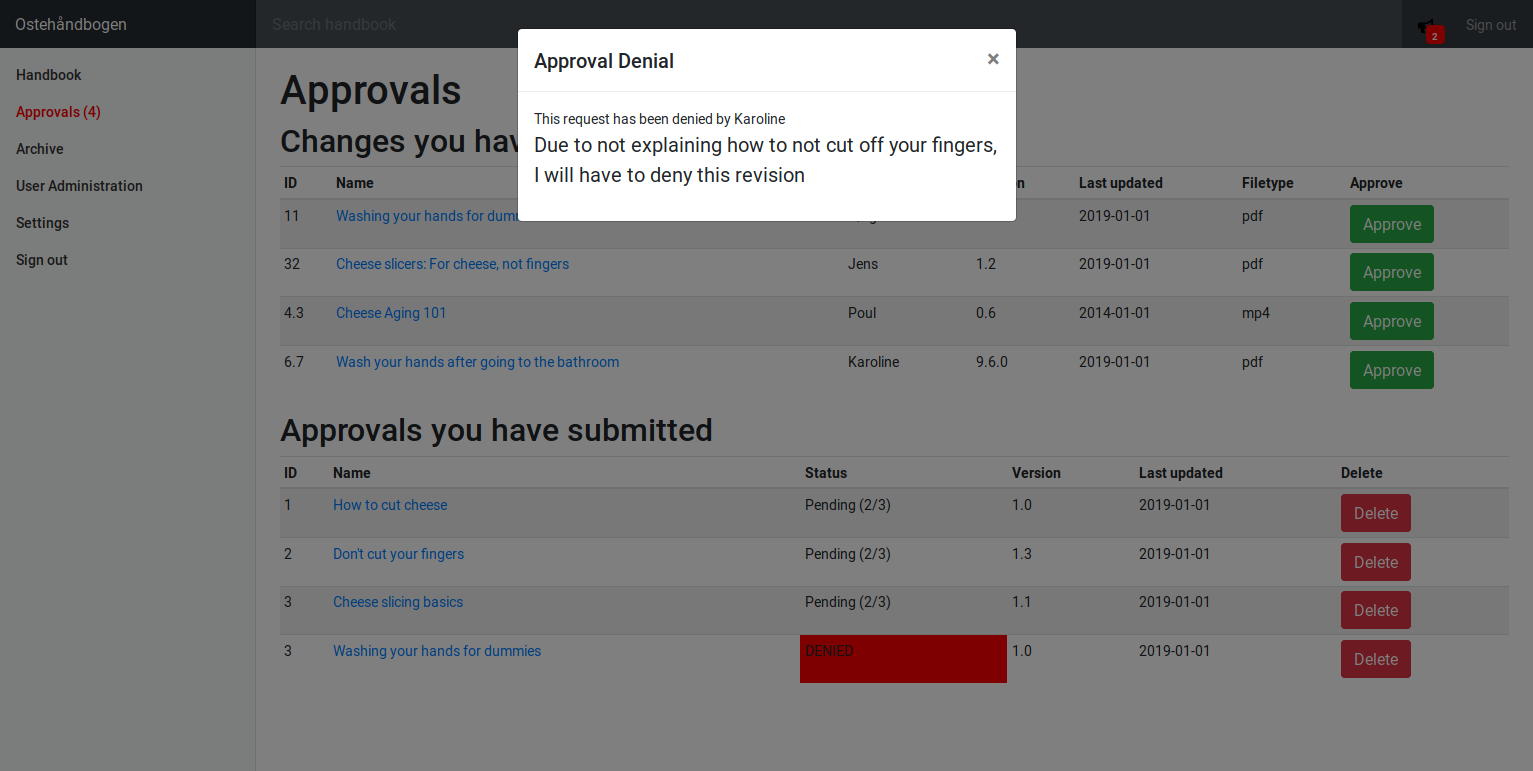 Ostehåndbogen
Search handbook
2
Sign out
Handbook
Approvals (4)
Archive
User Administration
Settings
Sign out
Approval Denial
×
This request has been denied by Karoline
Due to not explaining how to not cut off your fingers,
I will have to deny this revision
Approvals
Changes you hav
ID Name n Last updated Filetype Approve
11 Washing your hands for dum 2019-01-01 pdf Approve
32 Cheese slicers: For cheese, not fingers Jens 1.2 2019-01-01 pdf Approve
4.3 Cheese Aging 101 Poul 0.6 2014-01-01 mp4 Approve
6.7 Wash your hands after going to the bathroom Karoline 9.6.0 2019-01-01 pdf Approve
Approvals you have submitted
ID Name Status Version Last updated Delete
1 How to cut cheese Pending (2/3) 1.0 2019-01-01 Delete
2 Don't cut your fingers Pending (2/3) 1.3 2019-01-01 Delete
3 Cheese slicing basics Pending (2/3) 1.1 2019-01-01 Delete
3 Washing your hands for dummies DENIED 1.0 2019-01-01 Delete